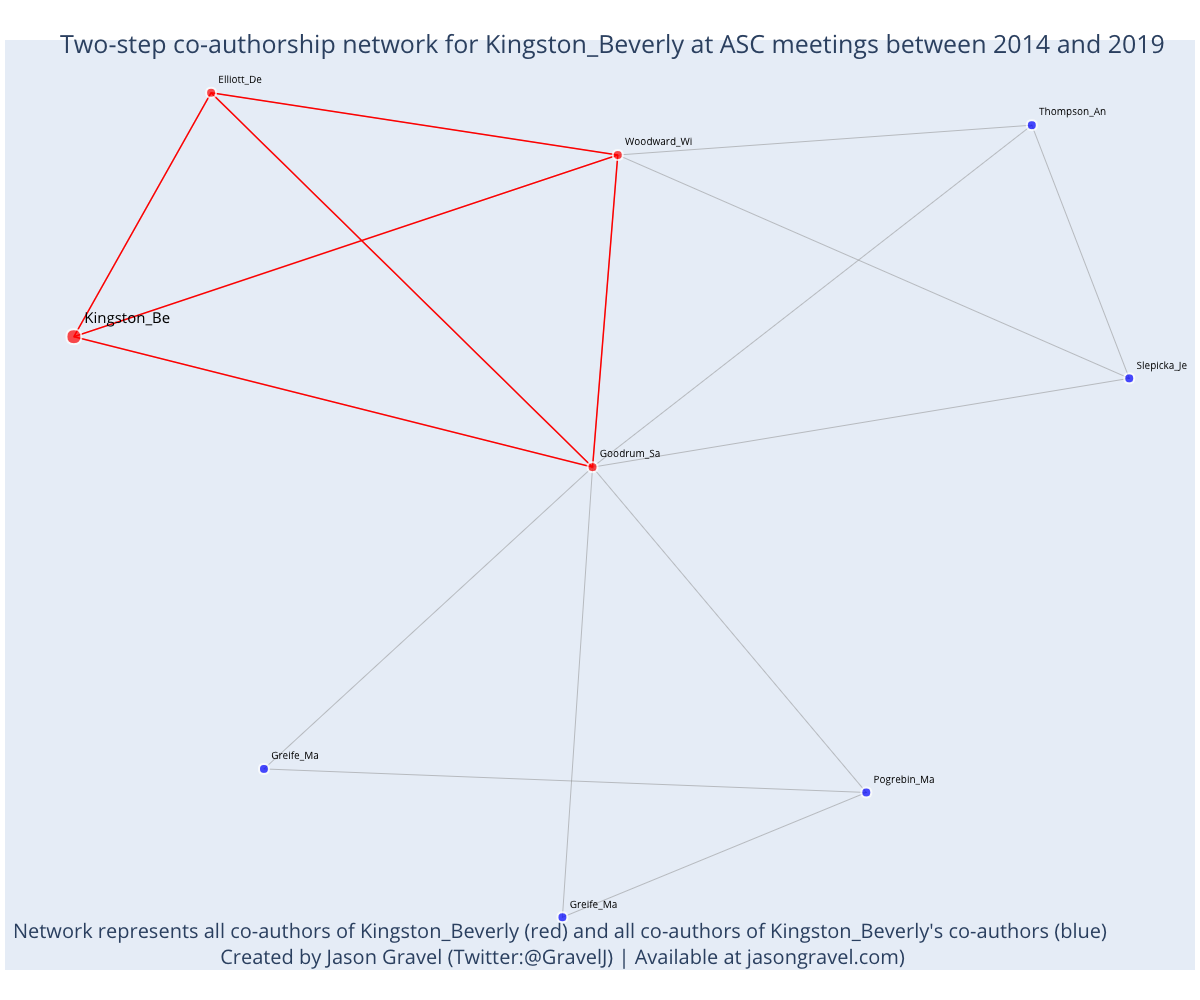 Two-step co-authorship network for Kingston_Beverly at ASC meetings between 2014 and 2019
Elliott_De
Thompson_An
Woodward_Wi
Kingston_Be
Slepicka_Je
Goodrum_Sa
Greife_Ma
Pogrebin_Ma
Greife_Ma
Network represents all co-authors of Kingston_Beverly (red) and all co-authors of Kingston_Beverly's co-authors (blue)
Created by Jason Gravel (Twitter:@GravelJ) | Available at jasongravel.com)